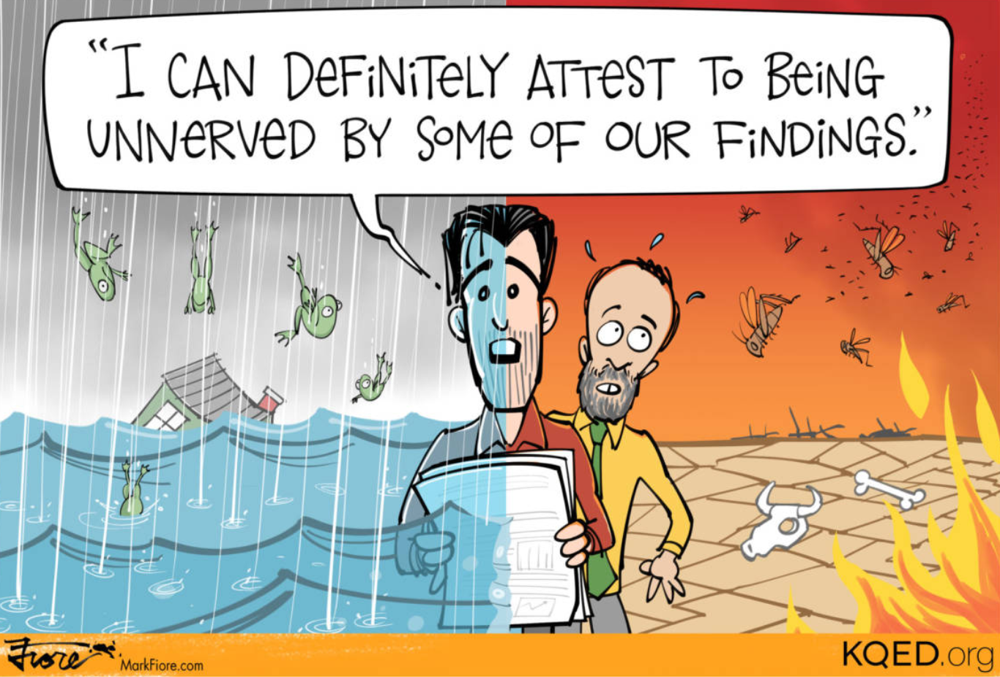 “I CAN DEFINITELY ATTEST TO BEING
UNNERVED BY SOME OF OUR FINDINGS.”
Fiore
MarkFiore.com
KQED.org